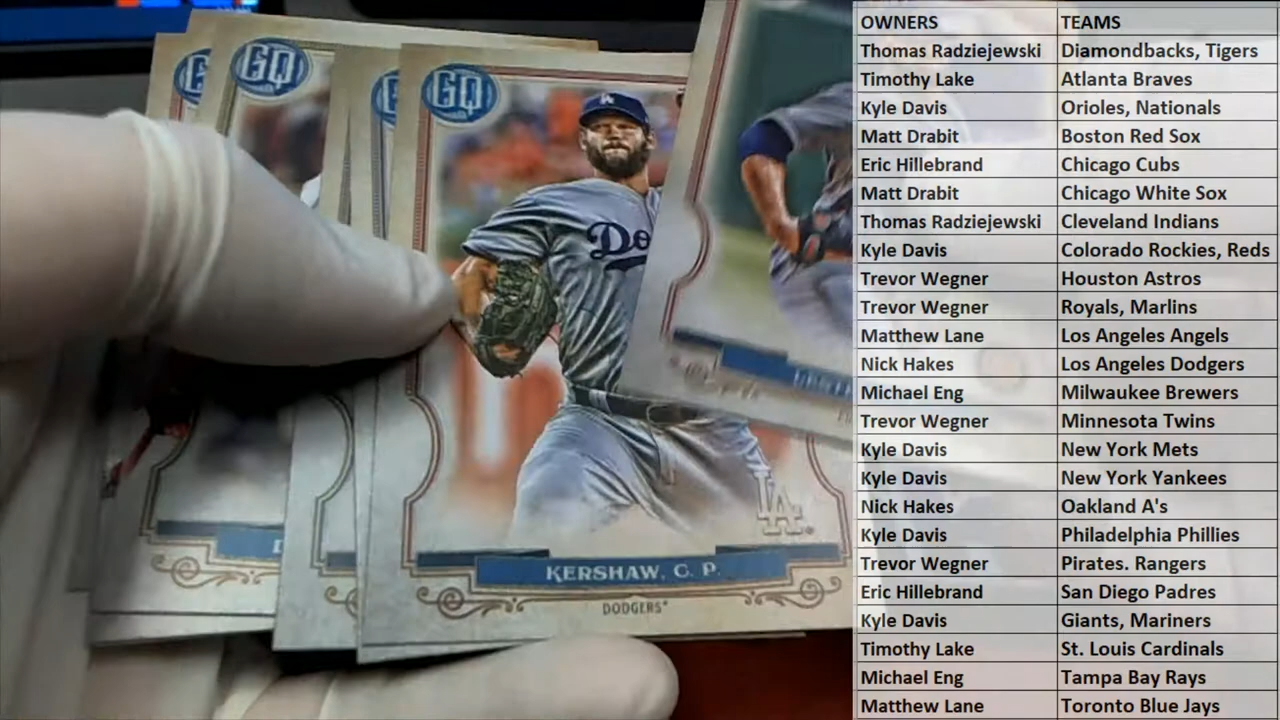 GQ
GQ
Do
LA
KERSHAW, C. P.
DODGERS
OWNERS TEAMS
Thomas Radziejewski Diamondbacks, Tigers
Timothy Lake Atlanta Braves
Kyle Davis Orioles, Nationals
Matt Drabit Boston Red Sox
Eric Hillebrand Chicago Cubs
Matt Drabit Chicago White Sox
Thomas Radziejewski Cleveland Indians
Kyle Davis Colorado Rockies, Reds
Trevor Wegner Houston Astros
Trevor Wegner Royals, Marlins
Matthew Lane Los Angeles Angels
Nick Hakes Los Angeles Dodgers
Michael Eng Milwaukee Brewers
Trevor Wegner Minnesota Twins
Kyle Davis New York Mets
Kyle Davis New York Yankees
Nick Hakes Oakland A's
Kyle Davis Philadelphia Phillies
Trevor Wegner Pirates. Rangers
Eric Hillebrand San Diego Padres
Kyle Davis Giants, Mariners
Timothy Lake St. Louis Cardinals
Michael Eng Tampa Bay Rays
Matthew Lane Toronto Blue Jays